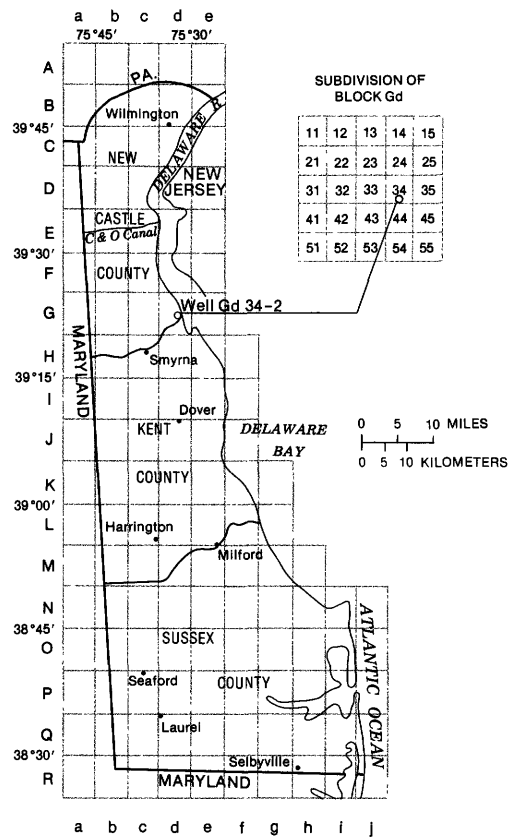 a b c d e
75°45' 75°30'
A
PA.
B
Wilmington
39°45'
DELAWARE R
C
NEW
NEW
JERSEY
D
CASTLE
E
C & O Canal
39°30'
COUNTY
F
G
Well Gd 34-2
MARYLAND
H
Smyrna
39°15'
I
Dover
KENT
DELAWARE
BAY
J
COUNTY
K
39°00'
L
Harrington
Milford
M
N
38°45'
SUSSEX
O
ATLANTIC OCEAN
Seaford
COUNTY
P
Laurel
Q
38°30'
Selbyville
R
MARYLAND
a b c d e f g h i j
SUBDIVISION OF
BLOCK Gd
11 12 13 14 15
21 22 23 24 25
31 32 33 34 35
41 42 43 44 45
51 52 53 54 55
0 5 10 MILES
0 5 10 KILOMETERS